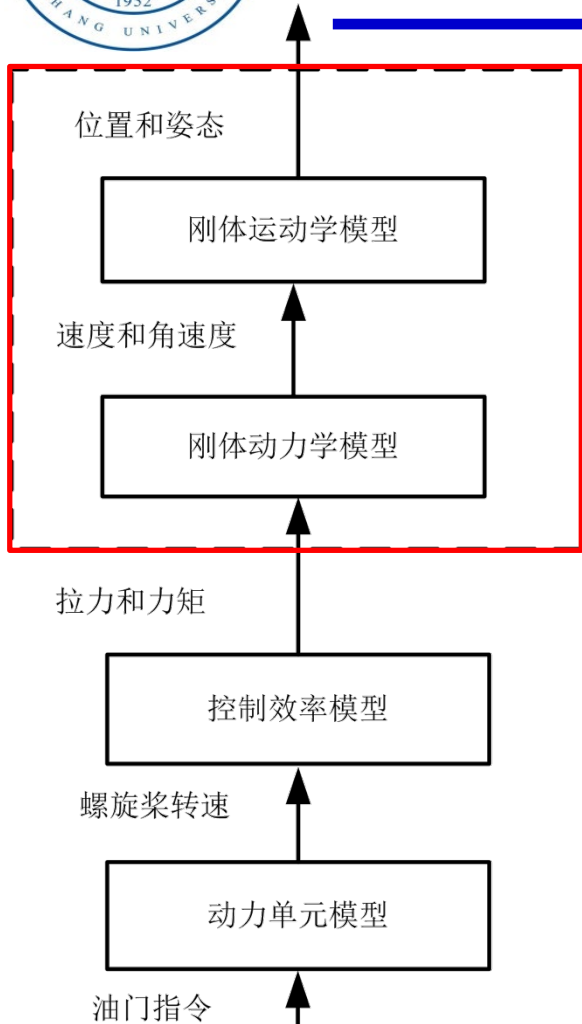 1952
HANG UNIVERS
位置和姿态
刚体运动学模型
速度和角速度
刚体动力学模型
拉力和力矩
控制效率模型
螺旋桨转速
动力单元模型
油门指令